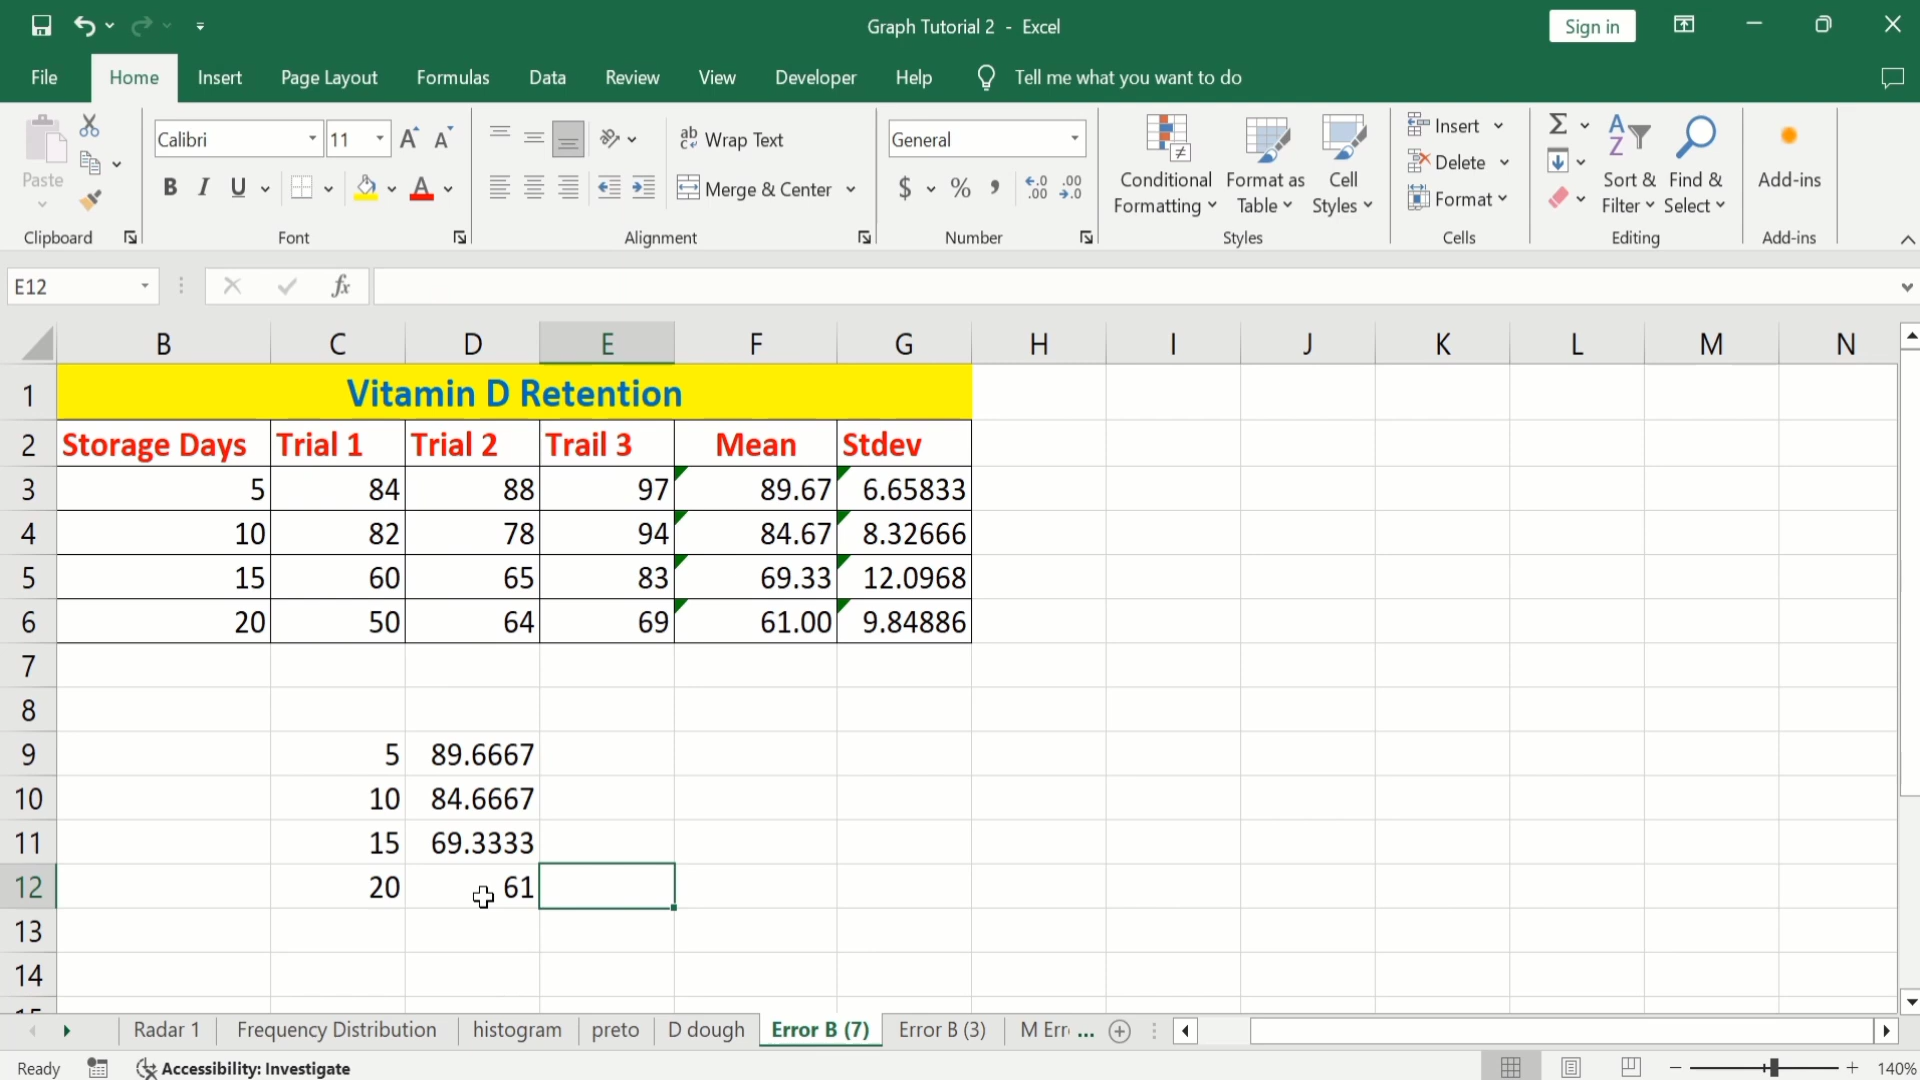 Graph Tutorial 2 - Excel
Sign in
File Home Insert Page Layout Formulas Data Review View Developer Help Tell me what you want to do
Paste
Clipboard
Calibri 11
B I U A
Font
ab Wrap Text
Merge & Center
Alignment
General
$ % , .00
Number
Conditional Formatting
Format as Table
Cell Styles
Styles
Insert
Delete
Format
Cells
Sort & Filter
Find & Select
Editing
Add-ins
Add-ins
E12 fx
B C D E F G H I J K L M N
1 Vitamin D Retention
2 Storage Days Trial 1 Trial 2 Trail 3 Mean Stdev
3 5 84 88 97 89.67 6.65833
4 10 82 78 94 84.67 8.32666
5 15 60 65 83 69.33 12.0968
6 20 50 64 69 61.00 9.84886
7
8
9 5 89.6667
10 10 84.6667
11 15 69.3333
12 20 61
13
14
Radar 1 Frequency Distribution histogram preto D dough Error B (7) Error B (3) M Err ...
Ready Accessibility: Investigate 140%